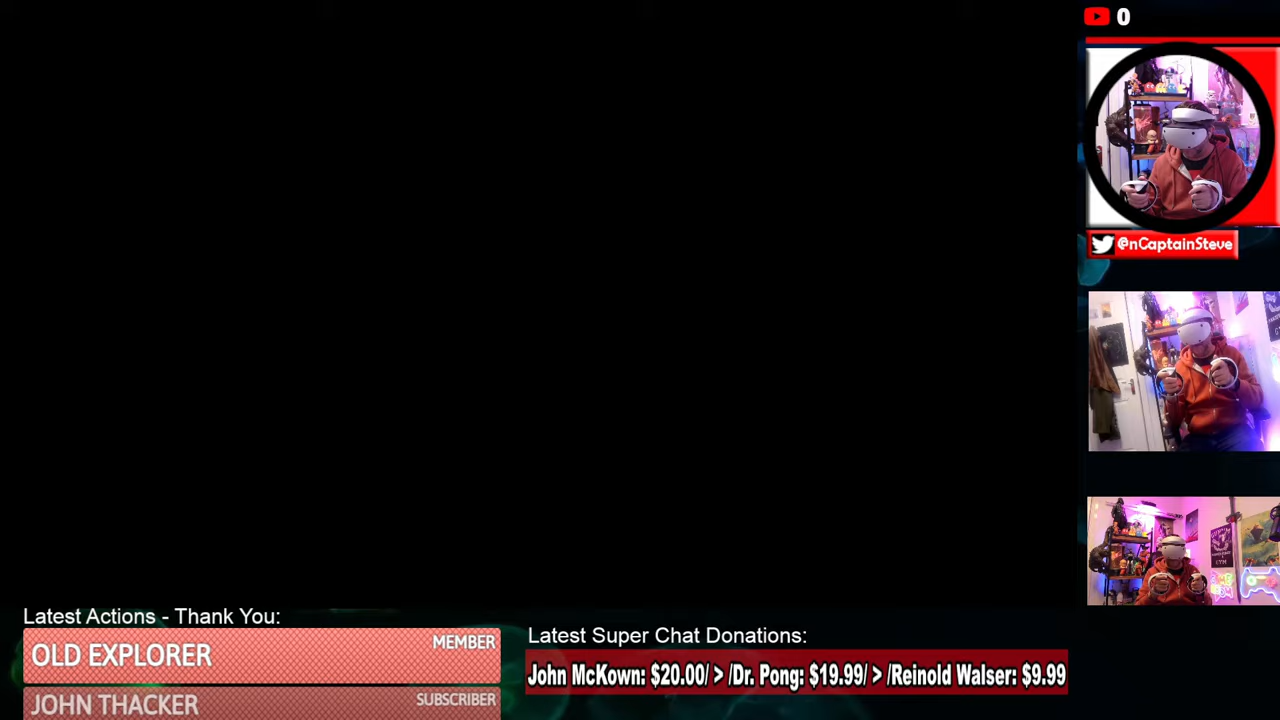 0
@nCaptainSteve
Latest Actions - Thank You:
OLD EXPLORER
MEMBER
JOHN THACKER
SUBSCRIBER
Latest Super Chat Donations:
John McKown: $20.00/ > /Dr. Pong: $19.99/ > /Reinold Walser: $9.99